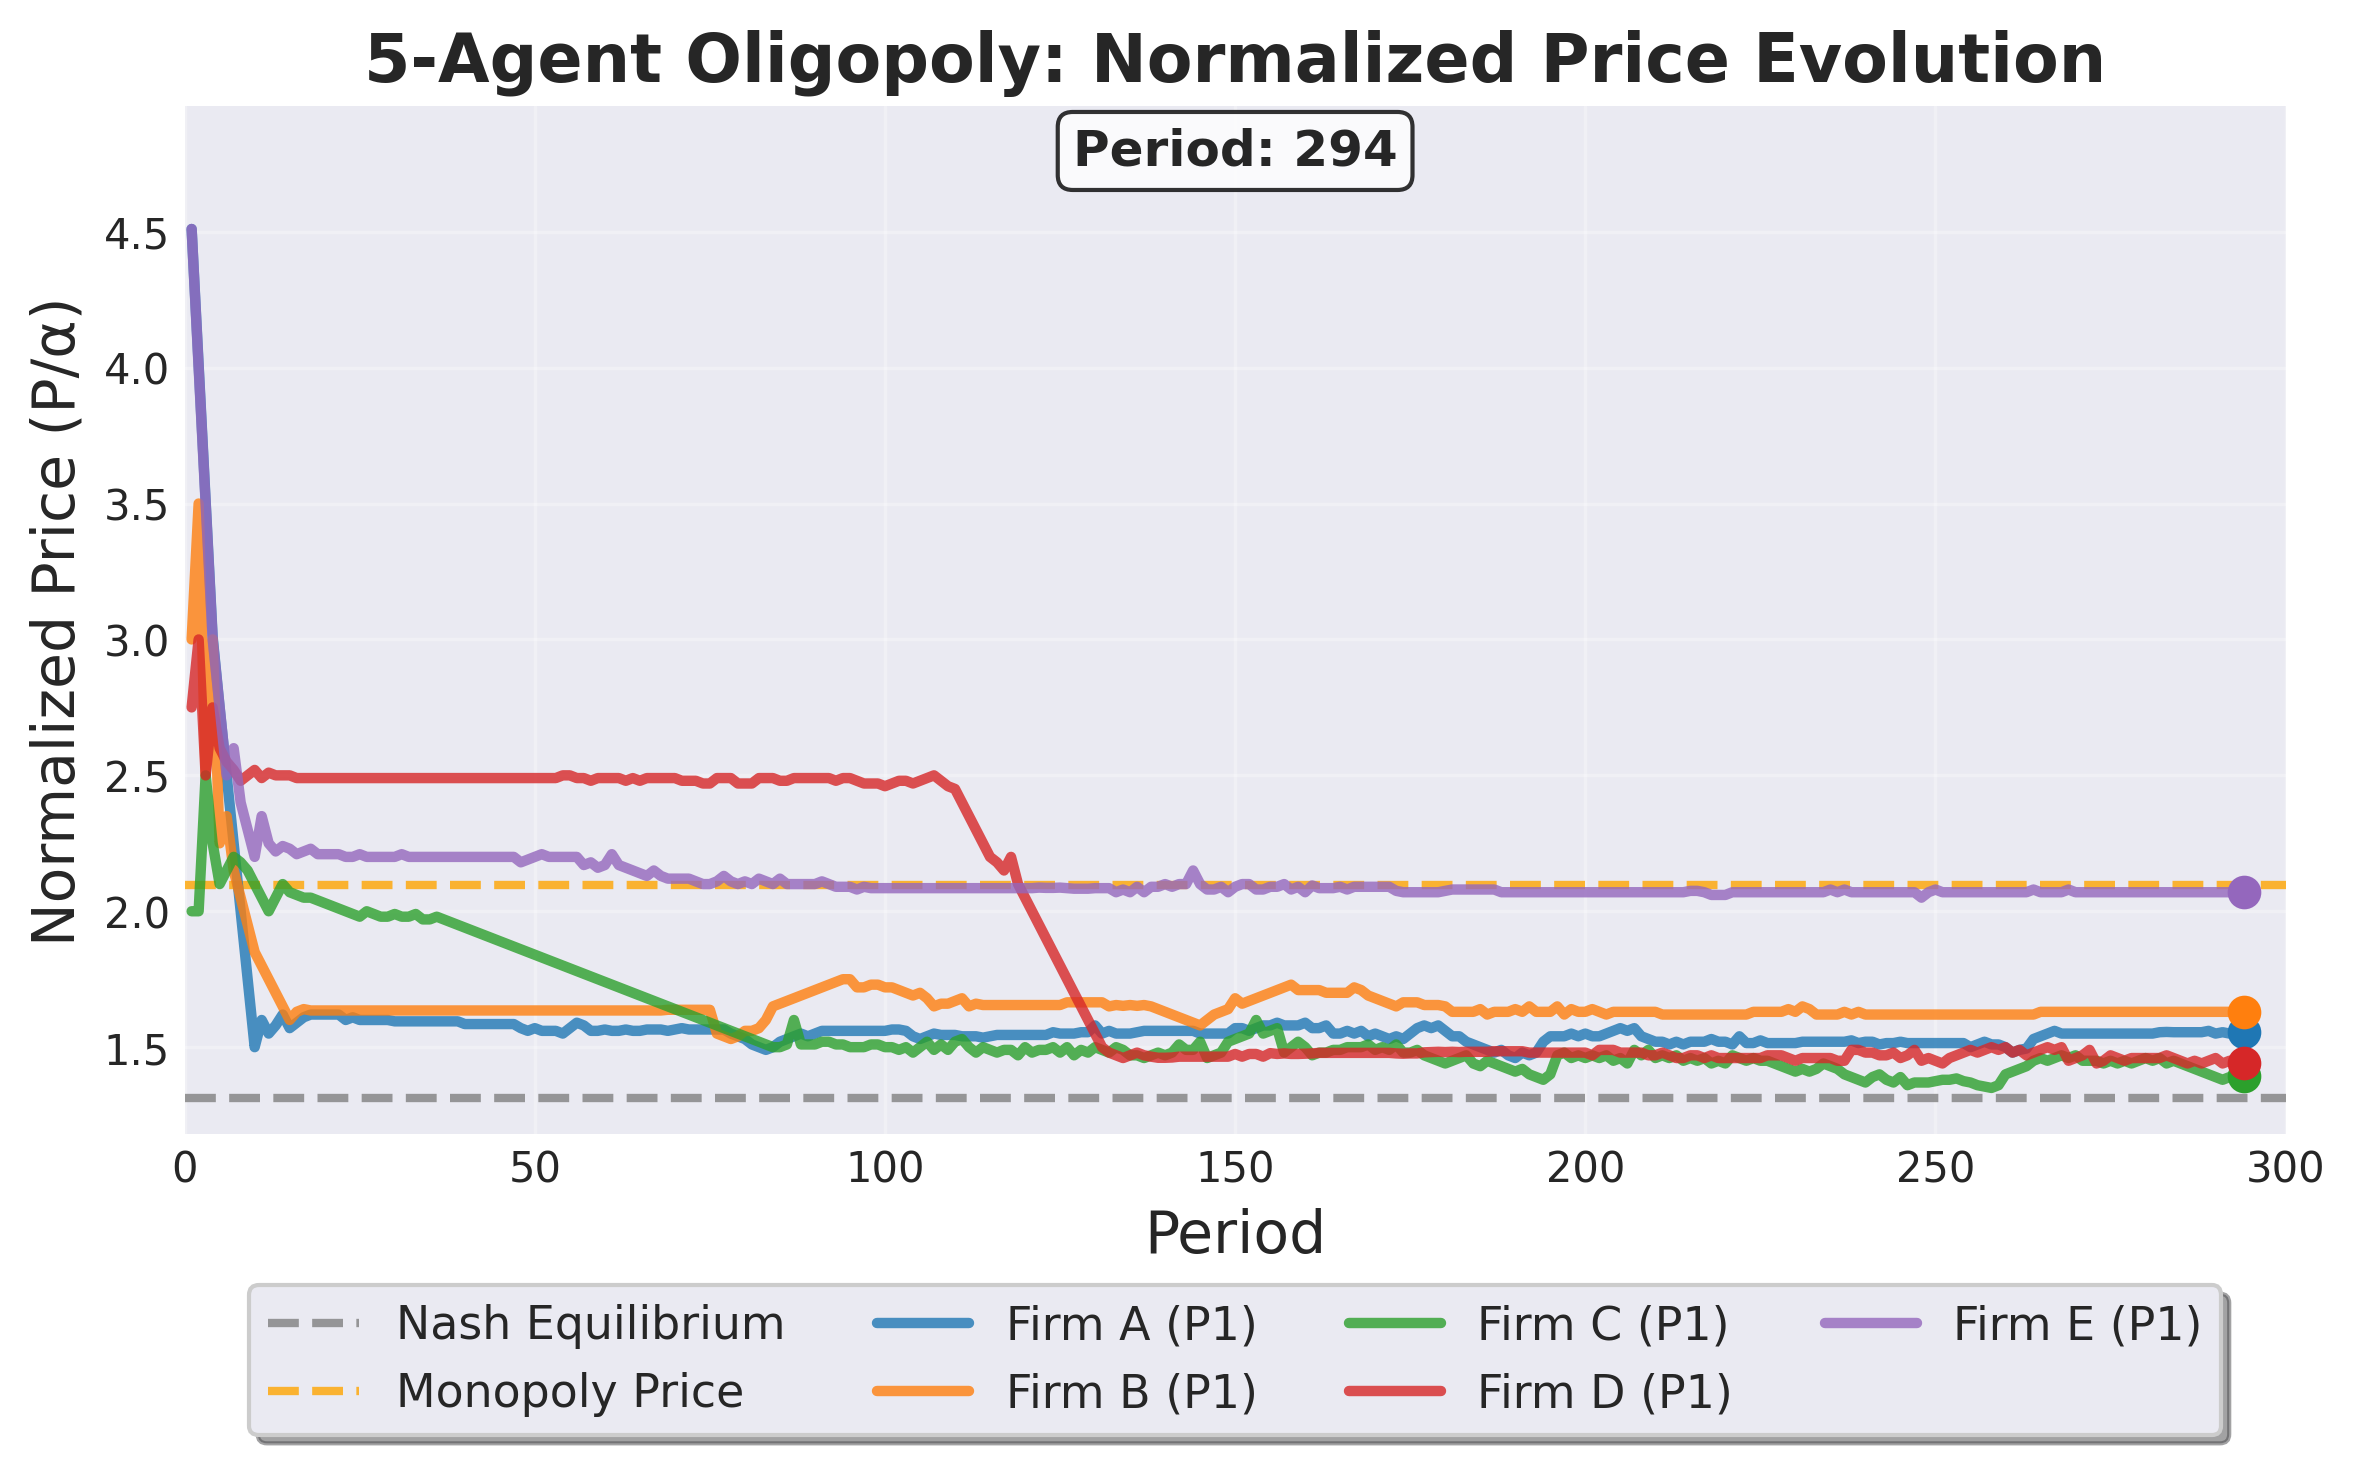 5-Agent Oligopoly: Normalized Price Evolution
Period: 294
Normalized Price (P/α)
4.5
4.0
3.5
3.0
2.5
2.0
1.5
0 50 100 150 200 250 300
Period
Nash Equilibrium Firm A (P1) Firm C (P1) Firm E (P1)
Monopoly Price Firm B (P1) Firm D (P1)